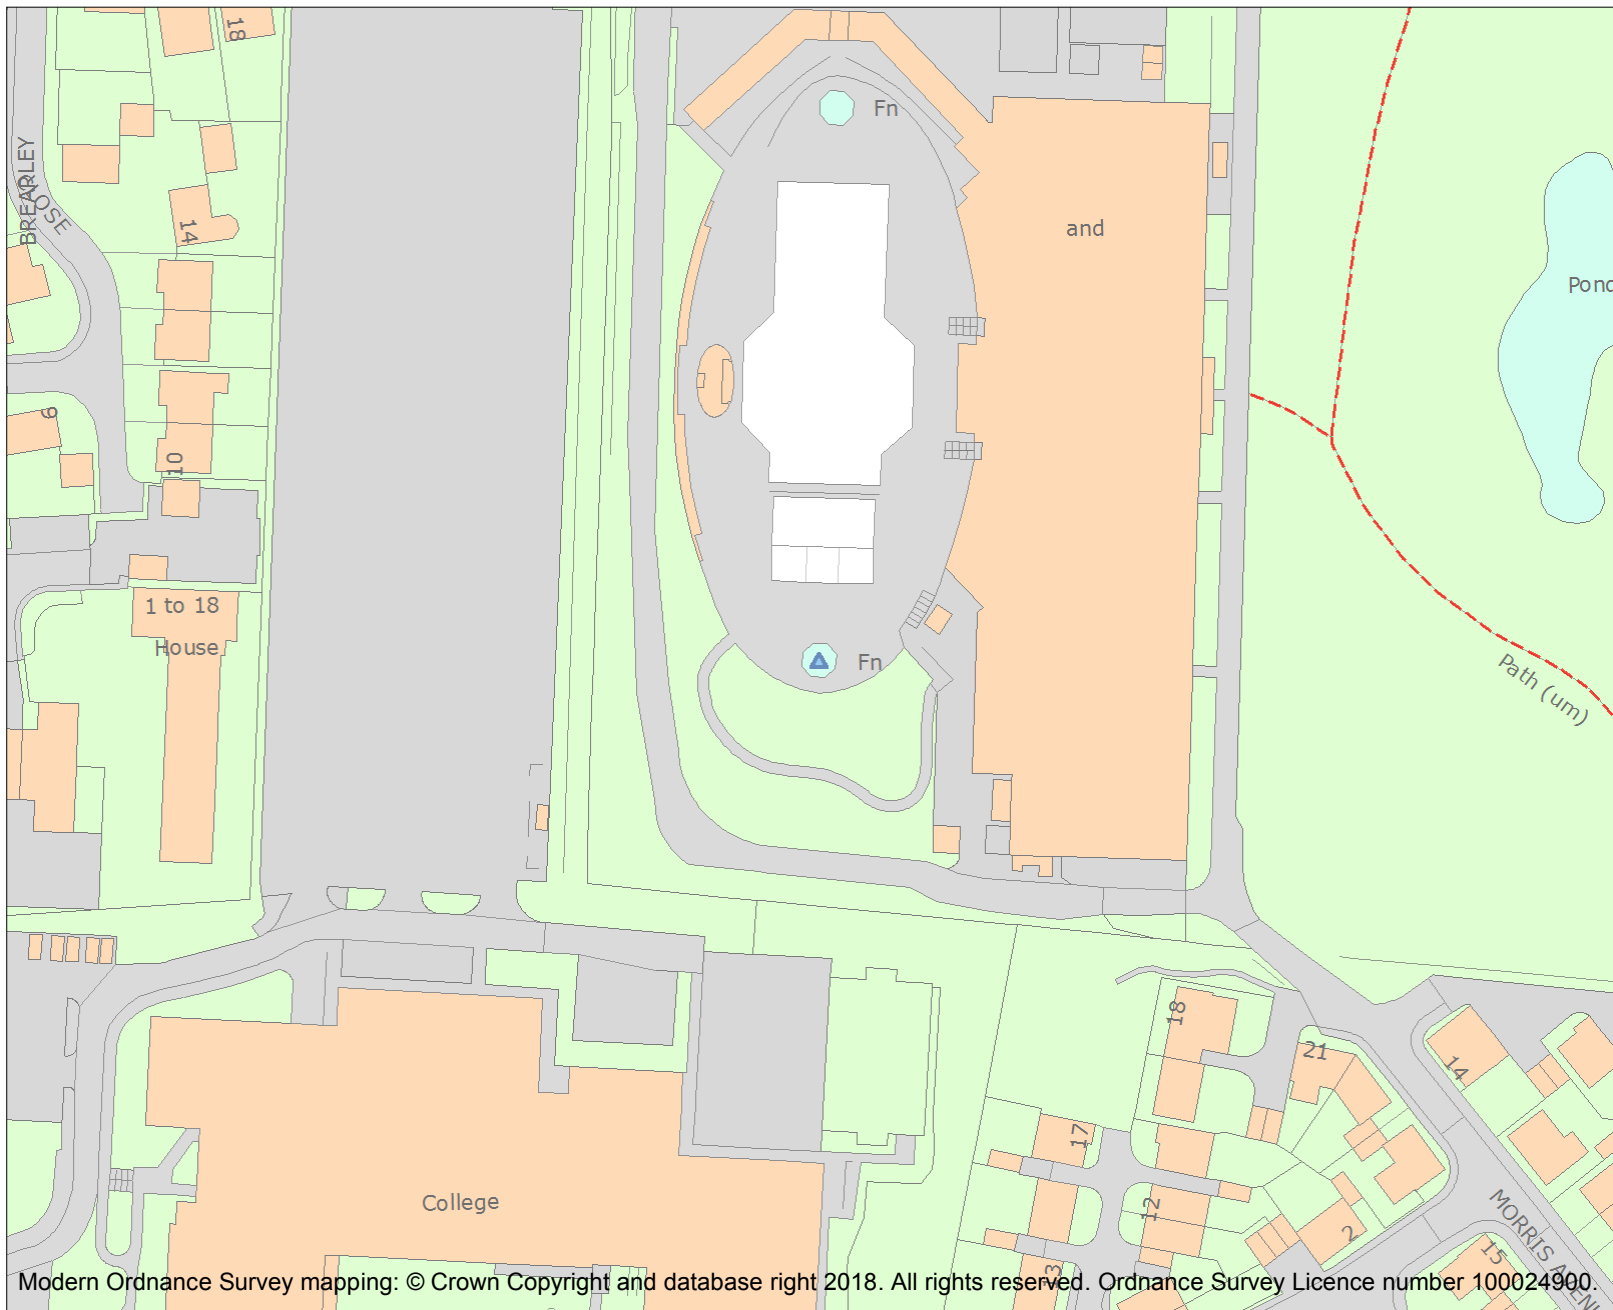 18
Fn
BREARLEY
CLOSE
14
and
Pond
9
10
1 to 18
House
Fn
Path (um)
18
21
14
17
College
12
2
MORRIS AVENUE
15
13
Modern Ordnance Survey mapping: © Crown Copyright and database right 2018. All rights reserved. Ordnance Survey Licence number 100024900.